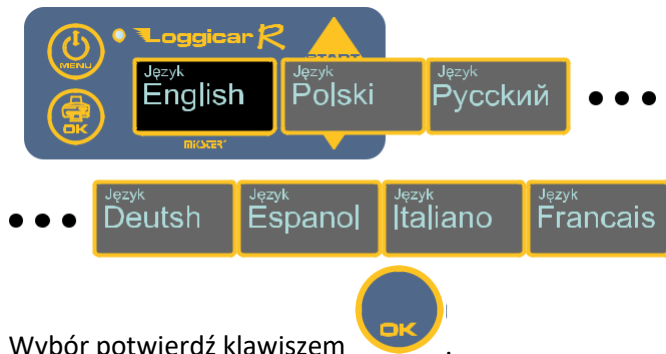 Loggicar R
MENU
START
Język
English
Język
Polski
Język
Русский
OK
MIKSTER
Język
Deutsh
Język
Espanol
Język
Italiano
Język
Francais
OK
Wybór potwierdź klawiszem .